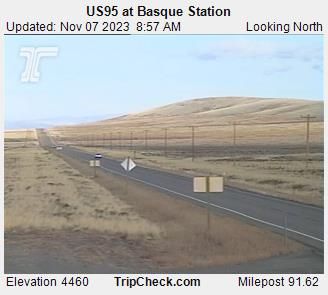 US95 at Basque Station
Updated: Nov 07 2023 8:57 AM Looking North
Elevation 4460 TripCheck.com Milepost 91.62